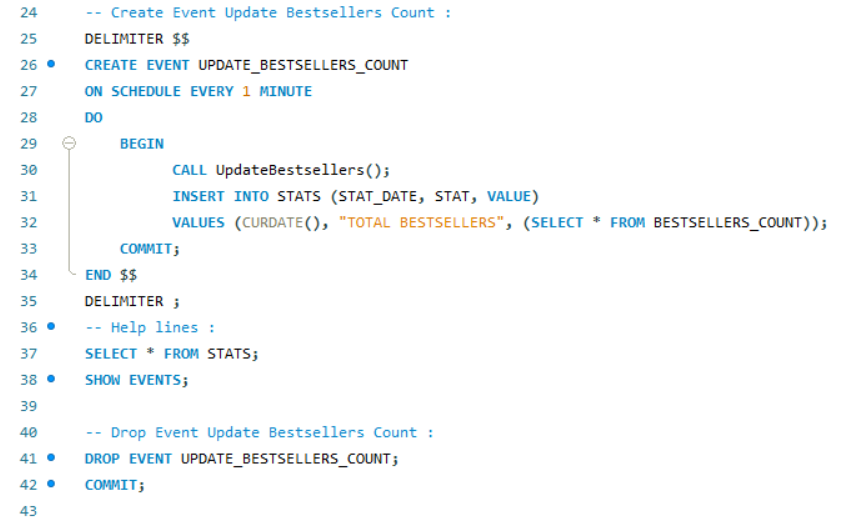 24 -- Create Event Update Bestsellers Count :
25 DELIMITER $$
26 CREATE EVENT UPDATE_BESTSELLERS_COUNT
27 ON SCHEDULE EVERY 1 MINUTE
28 DO
29 BEGIN
30 CALL UpdateBestsellers();
31 INSERT INTO STATS (STAT_DATE, STAT, VALUE)
32 VALUES (CURDATE(), "TOTAL BESTSELLERS", (SELECT * FROM BESTSELLERS_COUNT));
33 COMMIT;
34 END $$
35 DELIMITER ;
36 -- Help lines :
37 SELECT * FROM STATS;
38 SHOW EVENTS;
39
40 -- Drop Event Update Bestsellers Count :
41 DROP EVENT UPDATE_BESTSELLERS_COUNT;
42 COMMIT;
43